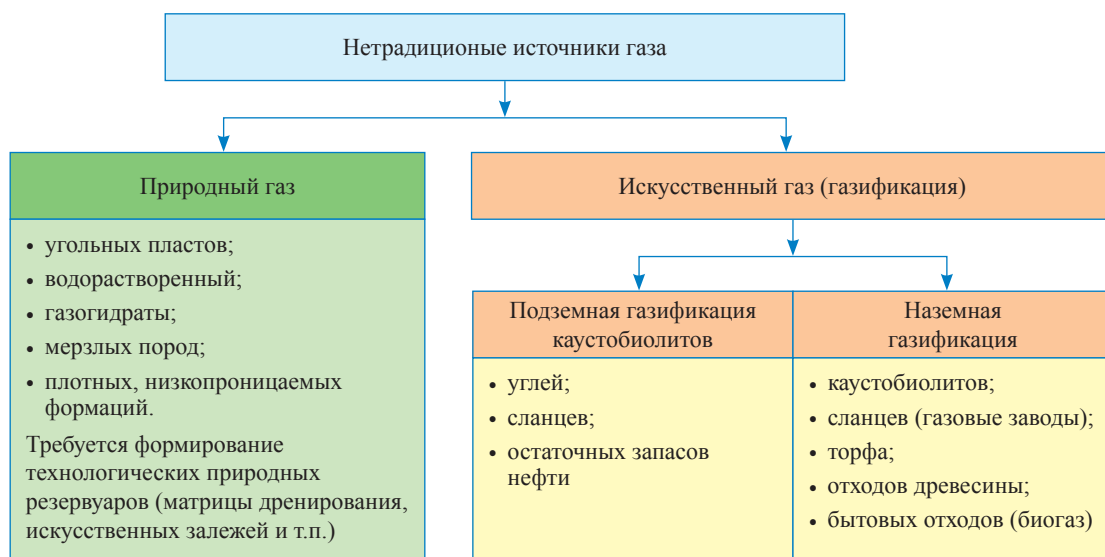 Нетрадиционые источники газа
Природный газ
• угольных пластов;
• водорастворенный;
• газогидраты;
• мерзлых пород;
• плотных, низкопроницаемых
формаций.
Требуется формирование
технологических природных
резервуаров (матрицы дренирования,
искусственных залежей и т.п.)
Искусственный газ (газификация)
Подземная газификация
каустобиолитов
• углей;
• сланцев;
• остаточных запасов
нефти
Наземная
газификация
• каустобиолитов;
• сланцев (газовые заводы);
• торфа;
• отходов древесины;
• бытовых отходов (биогаз)